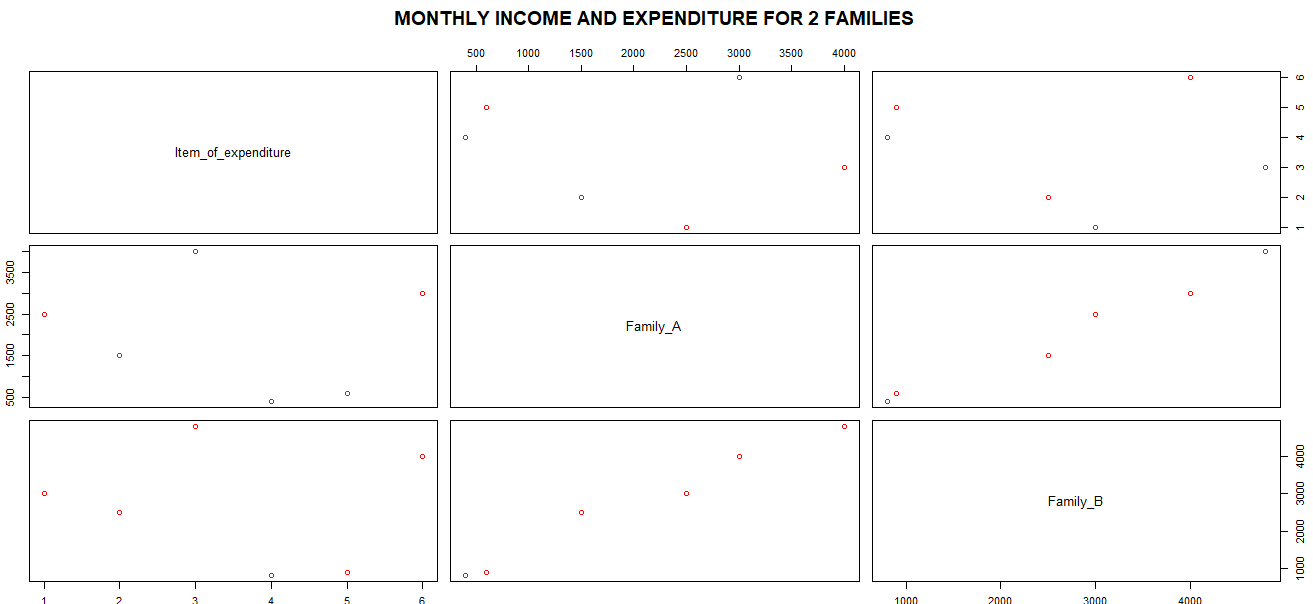 MONTHLY INCOME AND EXPENDITURE FOR 2 FAMILIES
500 1000 1500 2000 2500 3000 3500 4000
Item_of_expenditure
6
5
4
3
2
1
3500
2500
1500
500
Family_A
Family_B
4000
3000
2000
1000
1 2 3 4 5 6
1000 2000 3000 4000